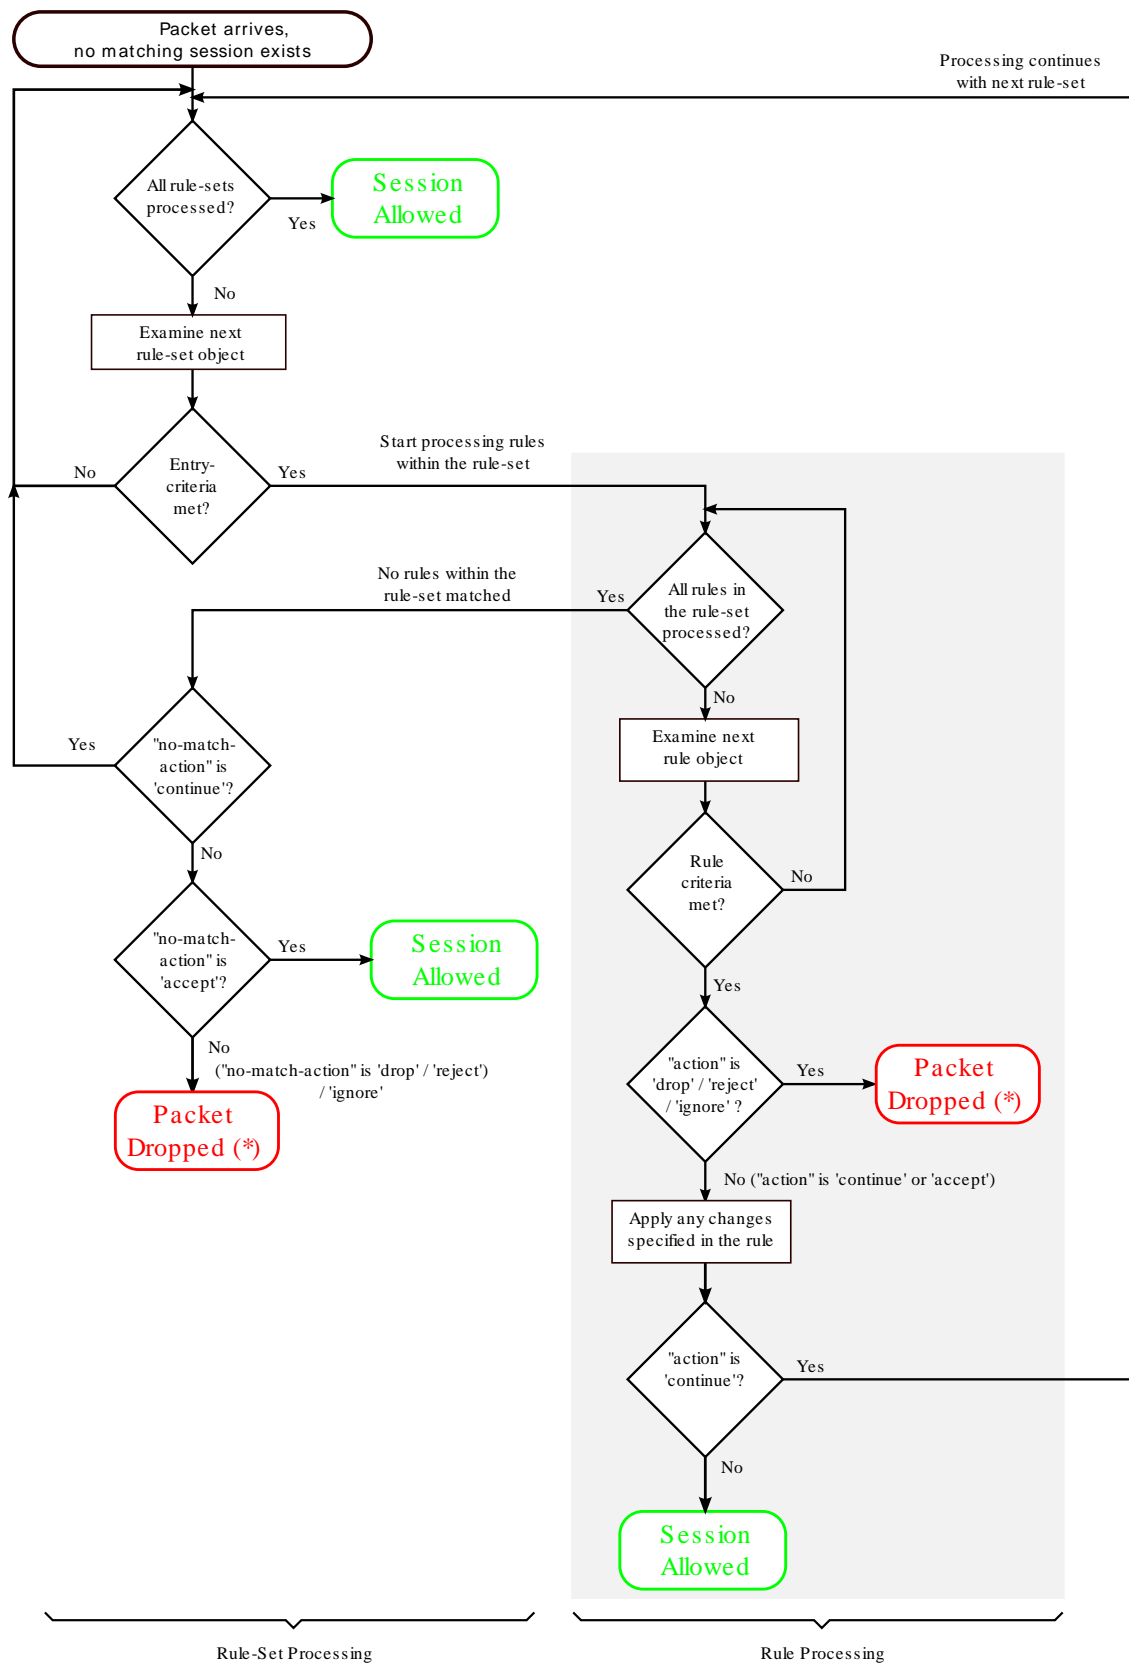 Packet arrives,
no matching session exists
Processing continues
with next rule-set
All rule-sets
processed?
Yes
Session
Allowed
No
Examine next
rule-set object
Entry-
criteria
met?
No
Yes
Start processing rules
within the rule-set
No rules within the
rule-set matched
Yes
All rules in
the rule-set
processed?
No
Examine next
rule object
Rule
criteria
met?
No
Yes
"no-match-
action" is
'continue'?
Yes
No
"no-match-
action" is
'accept'?
Yes
Session
Allowed
No
("no-match-action" is 'drop' / 'reject')
/ 'ignore'
Packet
Dropped (*)
"action" is
'drop' / 'reject'
/ 'ignore' ?
Yes
Packet
Dropped (*)
No ("action" is 'continue' or 'accept')
Apply any changes
specified in the rule
"action" is
'continue'?
Yes
No
Session
Allowed
Rule-Set Processing
Rule Processing